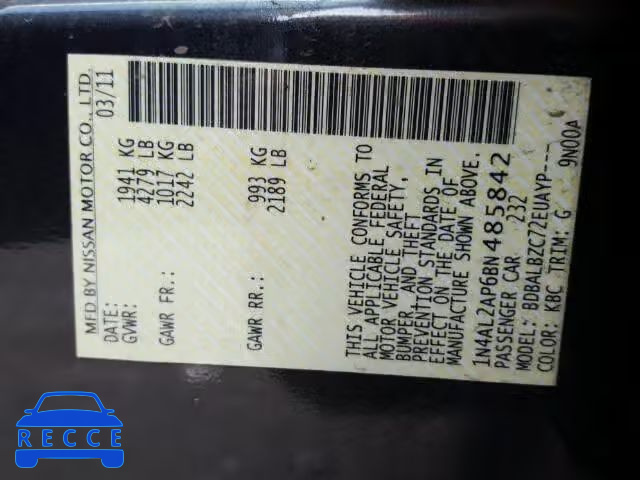 MFD BY NISSAN MOTOR CO., LTD.
DATE: 03/11
GVWR: 1941 KG
4279 LB
GAWR FR.: 1017 KG
2242 LB
GAWR RR.: 993 KG
2189 LB
THIS VEHICLE CONFORMS TO
ALL APPLICABLE FEDERAL
MOTOR VEHICLE SAFETY,
BUMPER, AND THEFT
PREVENTION STANDARDS IN
EFFECT ON THE DATE OF
MANUFACTURE SHOWN ABOVE.
1N4AL2AP6BN485842
PASSENGER CAR 232
MODEL: BDBALBZC72EUAYP---
COLOR: KBC TRIM: G 9N00A
RECCE